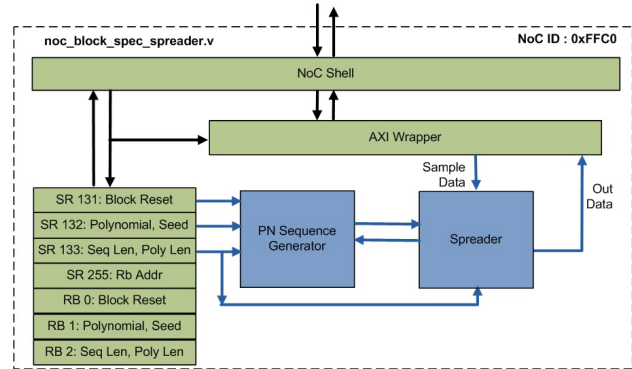 noc_block_spec_spreader.v
NoC ID : 0xFFC0
NoC Shell
AXI Wrapper
Sample
Data
Out
Data
SR 131: Block Reset
SR 132: Polynomial, Seed
SR 133: Seq Len, Poly Len
SR 255: Rb Addr
RB 0: Block Reset
RB 1: Polynomial, Seed
RB 2: Seq Len, Poly Len
PN Sequence
Generator
Spreader